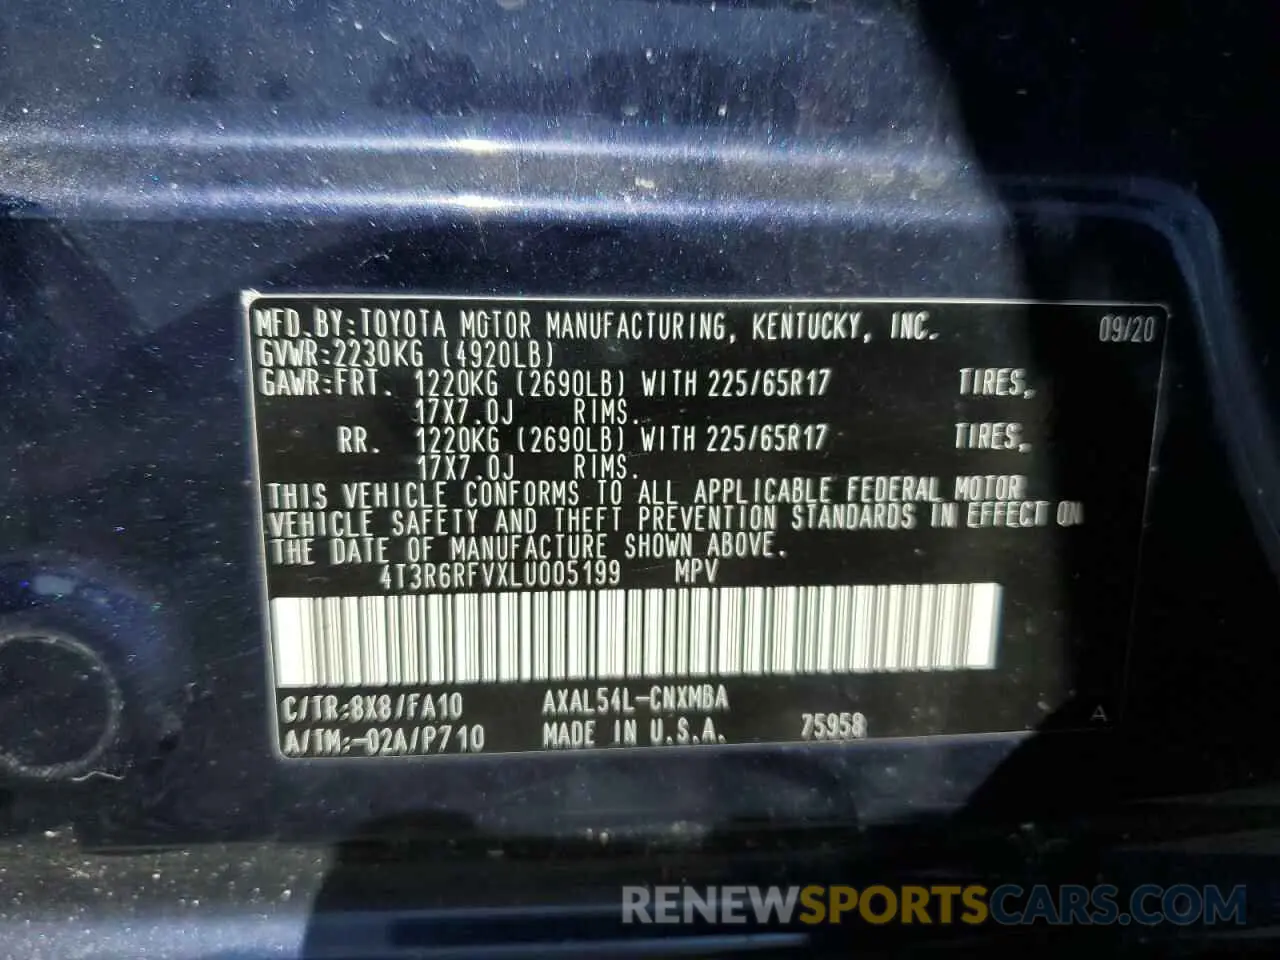 MFD.BY:TOYOTA MOTOR MANUFACTURING, KENTUCKY, INC. 09/20
GVWR:2230KG (4920LB)
GAWR:FRT. 1220KG (2690LB) WITH 225/65R17 TIRES,
17X7.0J RIMS.
RR. 1220KG (2690LB) WITH 225/65R17 TIRES,
17X7.0J RIMS.
THIS VEHICLE CONFORMS TO ALL APPLICABLE FEDERAL MOTOR
VEHICLE SAFETY AND THEFT PREVENTION STANDARDS IN EFFECT ON
THE DATE OF MANUFACTURE SHOWN ABOVE.
4T3R6RFVXLU005199 MPV
C/TR:8X8/FA10 AXAL54L-CNXMBA
A/TM:-02A/P710 MADE IN U.S.A. 75958 A
RENEWSPORTSCARS.COM